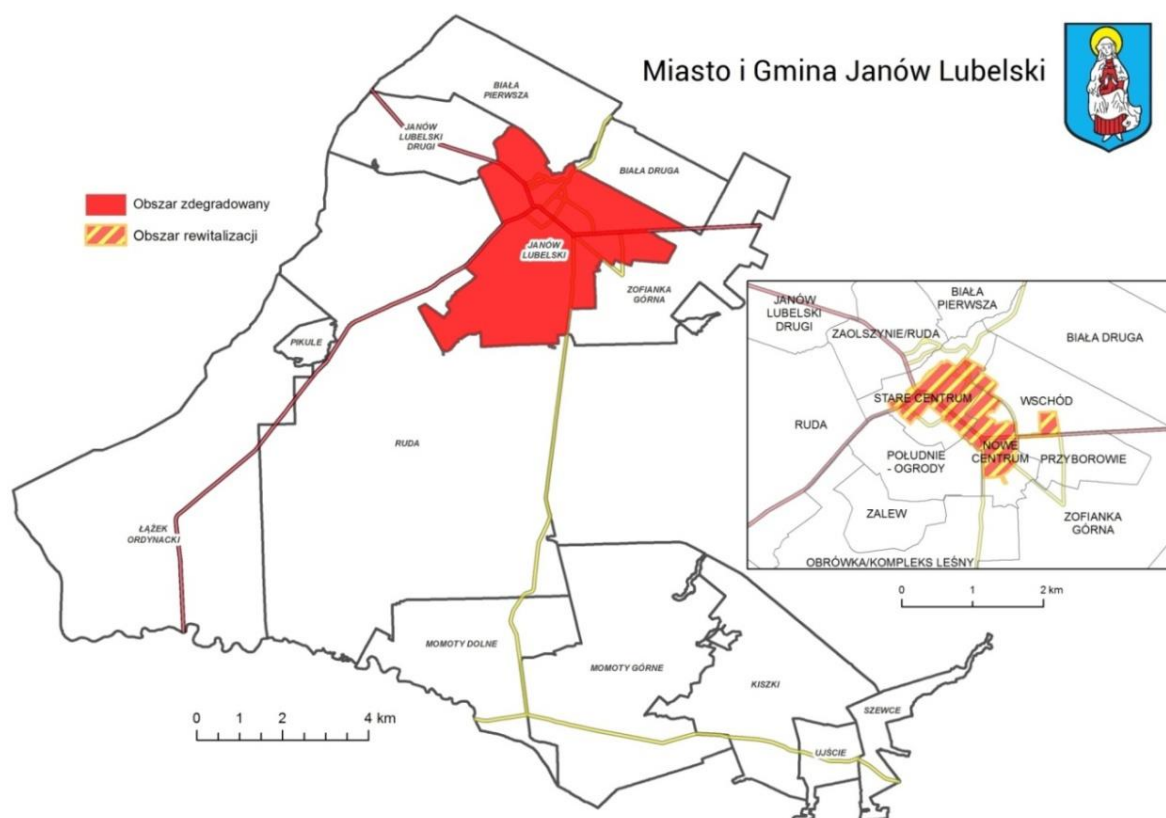 Miasto i Gmina Janów Lubelski
BIAŁA
PIERWSZA
JANÓW
LUBELSKI
DRUGI
BIAŁA DRUGA
Obszar zdegradowany
Obszar rewitalizacji
JANÓW
LUBELSKI
ZOFIANKA
GÓRNA
PIKULE
RUDA
ŁĄŻEK
ORDYNACKI
MOMOTY DOLNE
MOMOTY GÓRNE
KISZKI
SZEWCE
UJŚCIE
0 1 2 4 km
JANÓW
LUBELSKI
DRUGI
BIAŁA
PIERWSZA
ZAOLSZYNIE/RUDA
BIAŁA DRUGA
STARE CENTRUM
WSCHÓD
RUDA
NOWE
CENTRUM
POŁUDNIE
- OGRODY
PRZYBOROWIE
ZALEW
ZOFIANKA
GÓRNA
OBRÓWKA/KOMPLEKS LEŚNY
0 1 2 km